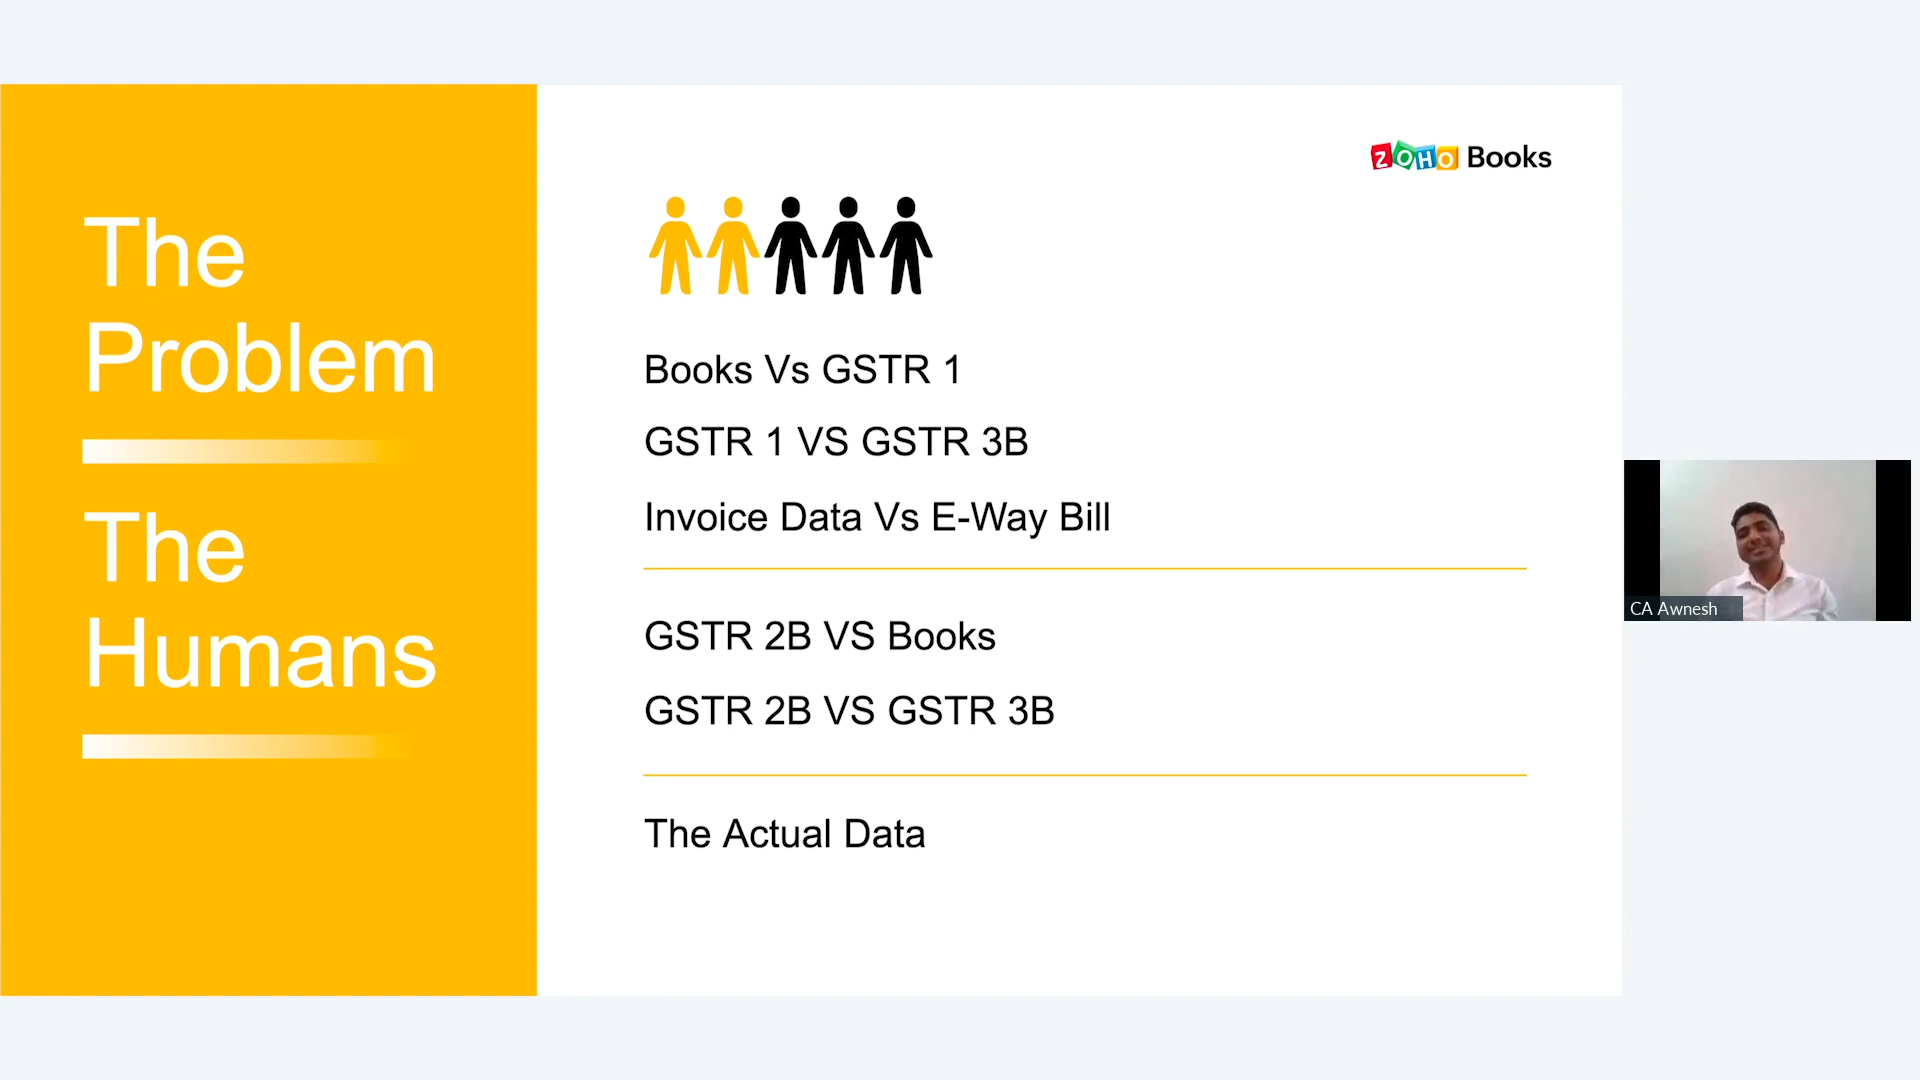 The
Problem
The
Humans
ZOHO Books
Books Vs GSTR 1
GSTR 1 VS GSTR 3B
Invoice Data Vs E-Way Bill
GSTR 2B VS Books
GSTR 2B VS GSTR 3B
The Actual Data
CA Awnesh